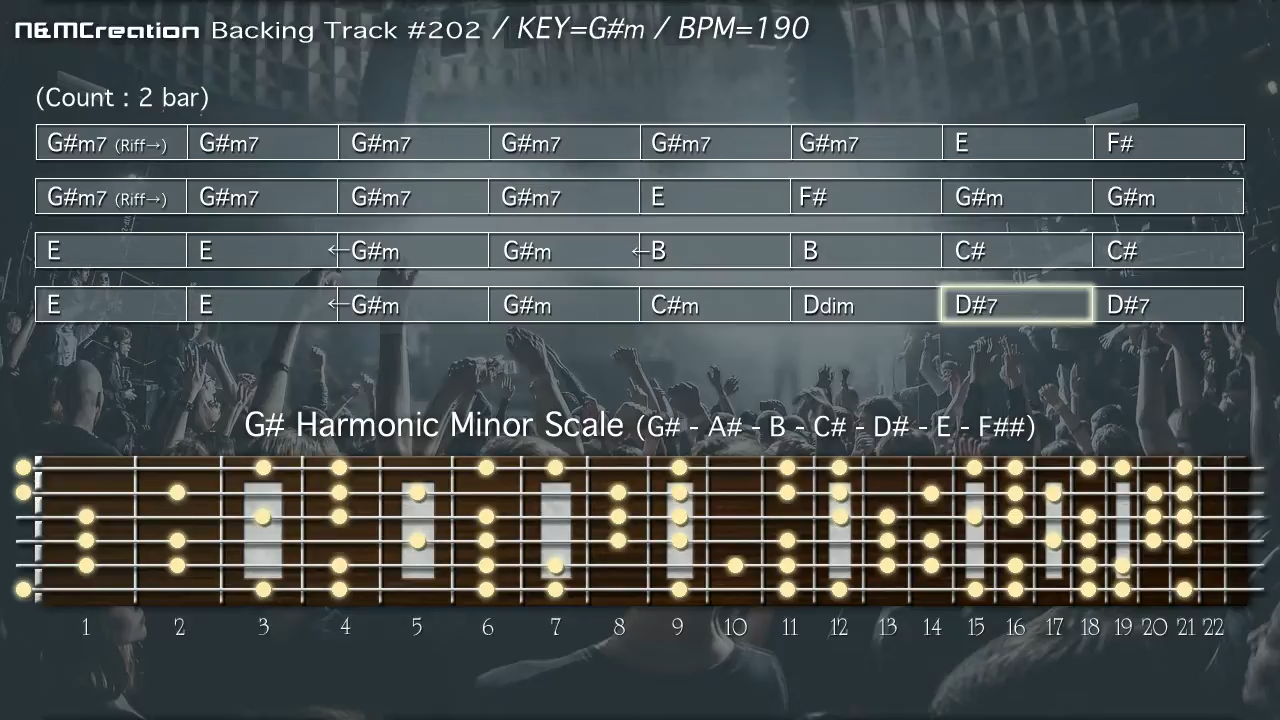 N&MCreation Backing Track #202 / KEY=G#m / BPM=190
(Count : 2 bar)
G#m7 (Riff→) G#m7 G#m7 G#m7 G#m7 G#m7 E F#
G#m7 (Riff→) G#m7 G#m7 G#m7 E F# G#m G#m
E E ←G#m G#m ←B B C# C#
E E ←G#m G#m C#m Ddim D#7 D#7
G# Harmonic Minor Scale (G# - A# - B - C# - D# - E - F##)
1 2 3 4 5 6 7 8 9 10 11 12 13 14 15 16 17 18 19 20 21 22